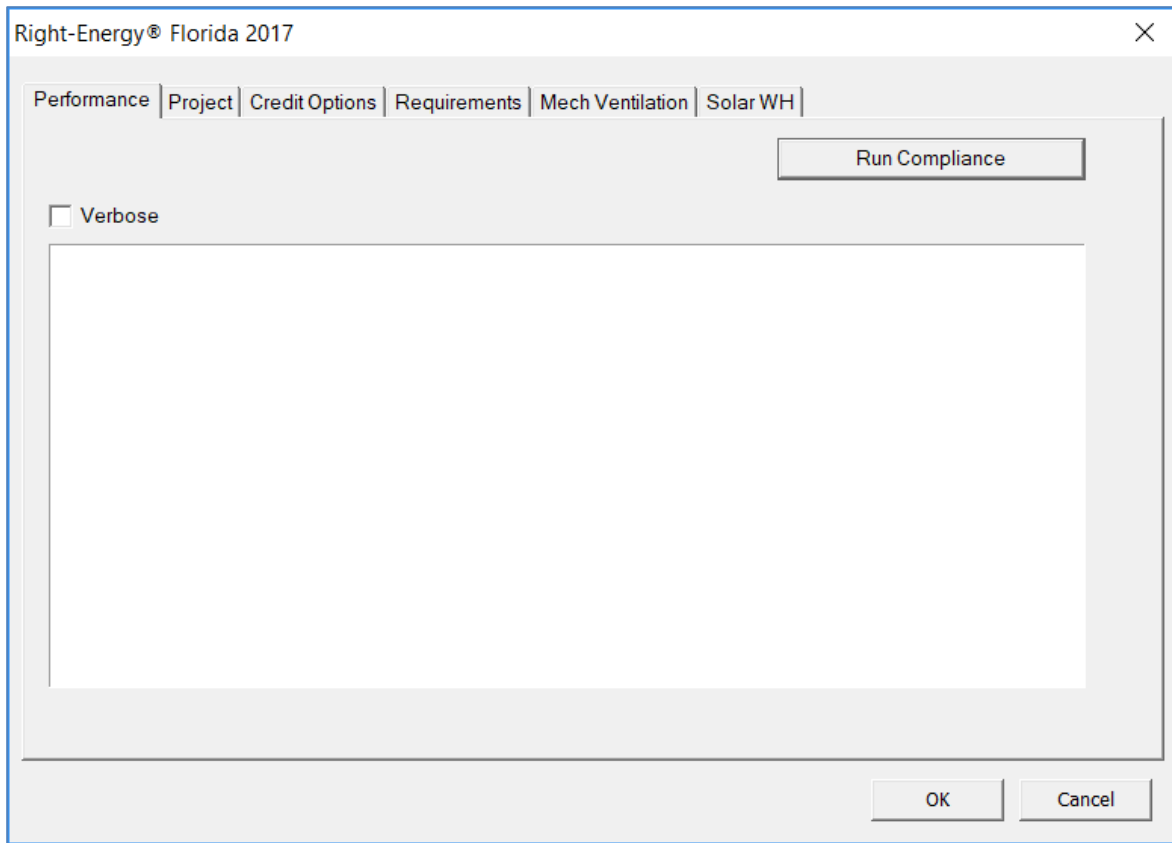 Right-Energy® Florida 2017
Performance Project Credit Options Requirements Mech Ventilation Solar WH
Run Compliance
Verbose
OK Cancel